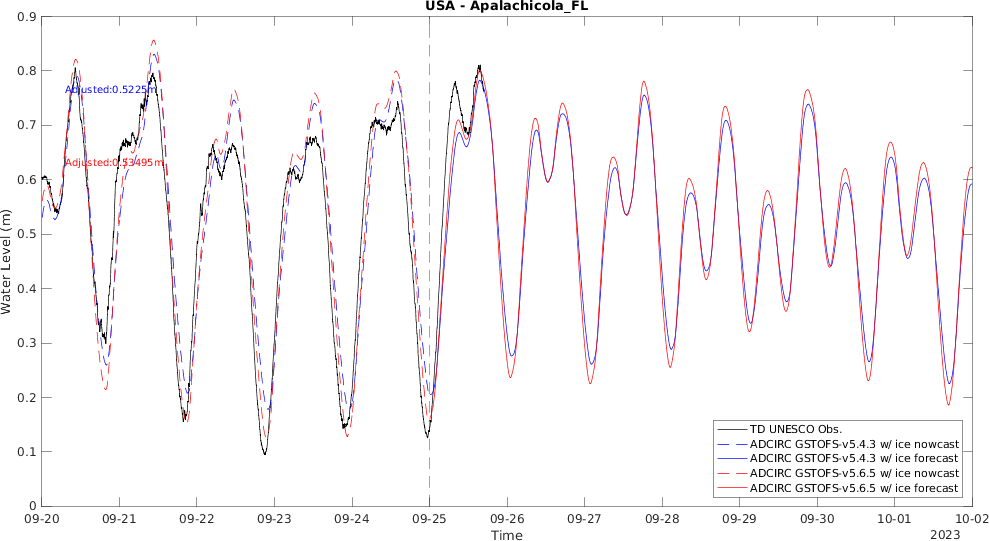 USA - Apalachicola_FL
0.9
0.8
0.7
0.6
0.5
0.4
0.3
0.2
0.1
0
Water Level (m)
Adjusted:0.5225m
Adjusted:0.53495m
TD UNESCO Obs.
ADCIRC GSTOFS-v5.4.3 w/ ice nowcast
ADCIRC GSTOFS-v5.4.3 w/ ice forecast
ADCIRC GSTOFS-v5.6.5 w/ ice nowcast
ADCIRC GSTOFS-v5.6.5 w/ ice forecast
09-20 09-21 09-22 09-23 09-24 09-25 09-26 09-27 09-28 09-29 09-30 10-01 10-02
Time
2023